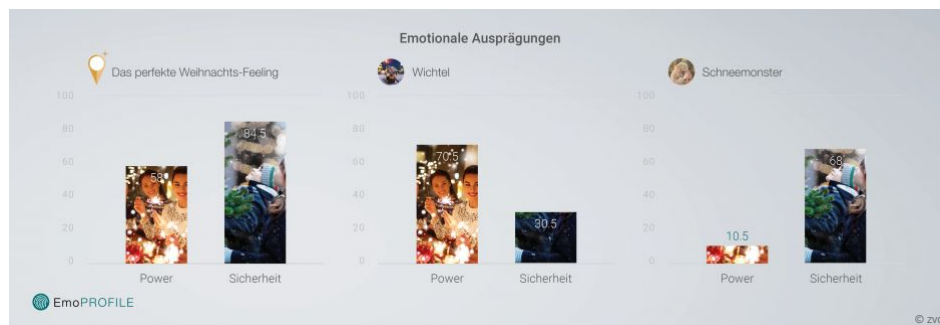 Emotionale Ausprägungen
Das perfekte Weihnachts-Feeling
100
80
60
40
20
0
58
84.5
Power
Sicherheit
Wichtel
100
80
60
40
20
0
70.5
30.5
Power
Sicherheit
Schneemonster
100
80
60
40
20
0
10.5
68
Power
Sicherheit
EmoPROFILE